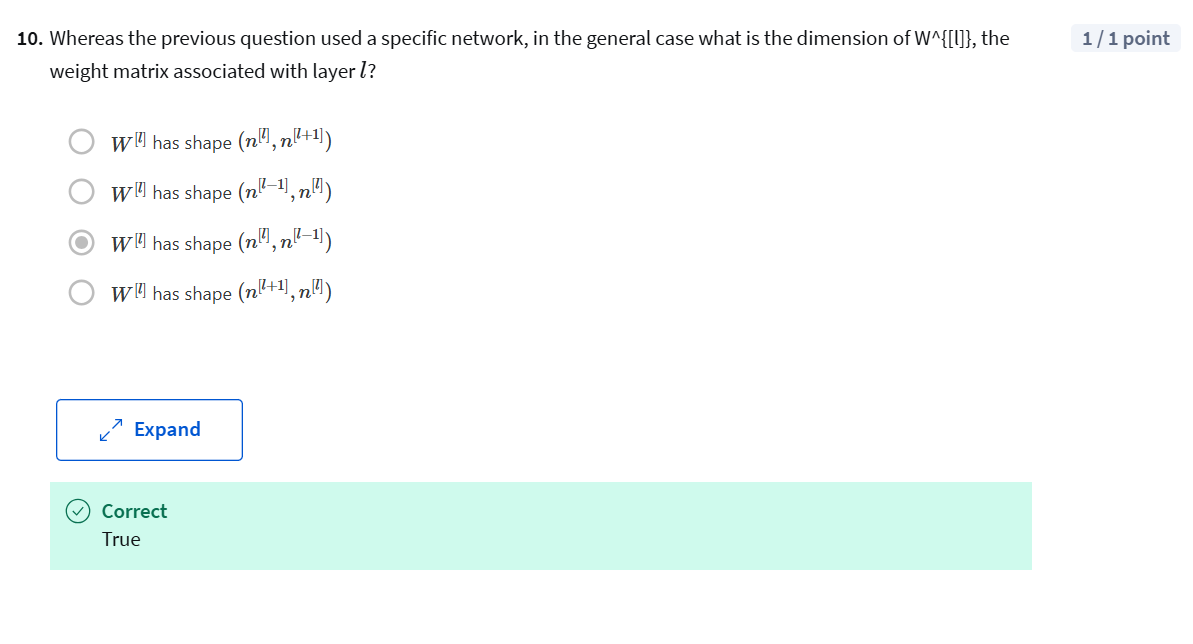 10. Whereas the previous question used a specific network, in the general case what is the dimension of W^{[l]}, the
1 / 1 point
weight matrix associated with layer l?
W^[l] has shape (n^[l], n^[l+1])
W^[l] has shape (n^[l−1], n^[l])
W^[l] has shape (n^[l], n^[l−1])
W^[l] has shape (n^[l+1], n^[l])
Expand
Correct
True